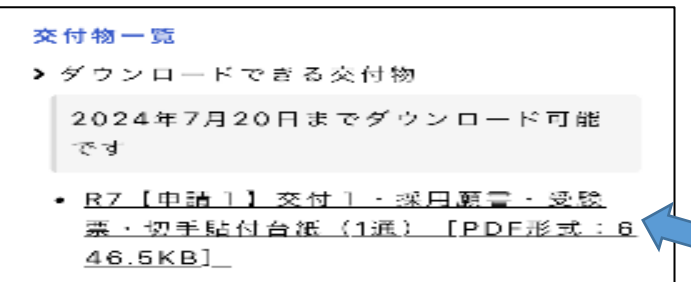 交付物一覧
> ダウンロードできる交付物
2024年7月20日までダウンロード可能
です
• R7【申請1】交付1・採用願書・受験
票・切手貼付台紙（1通） [PDF形式：6
46.5KB]